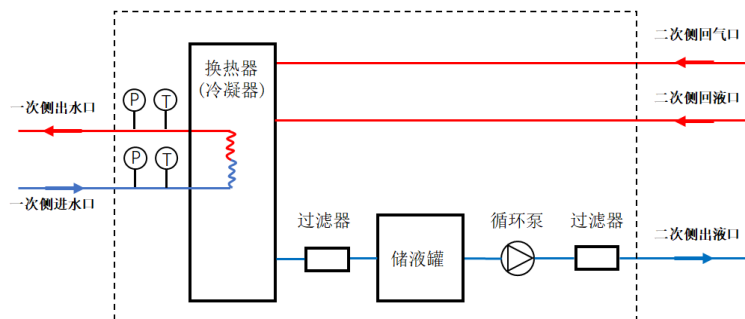 二次侧回气口
换热器
(冷凝器)
P
T
一次侧出水口
二次侧回液口
P
T
一次侧进水口
过滤器
循环泵
过滤器
储液罐
二次侧出液口